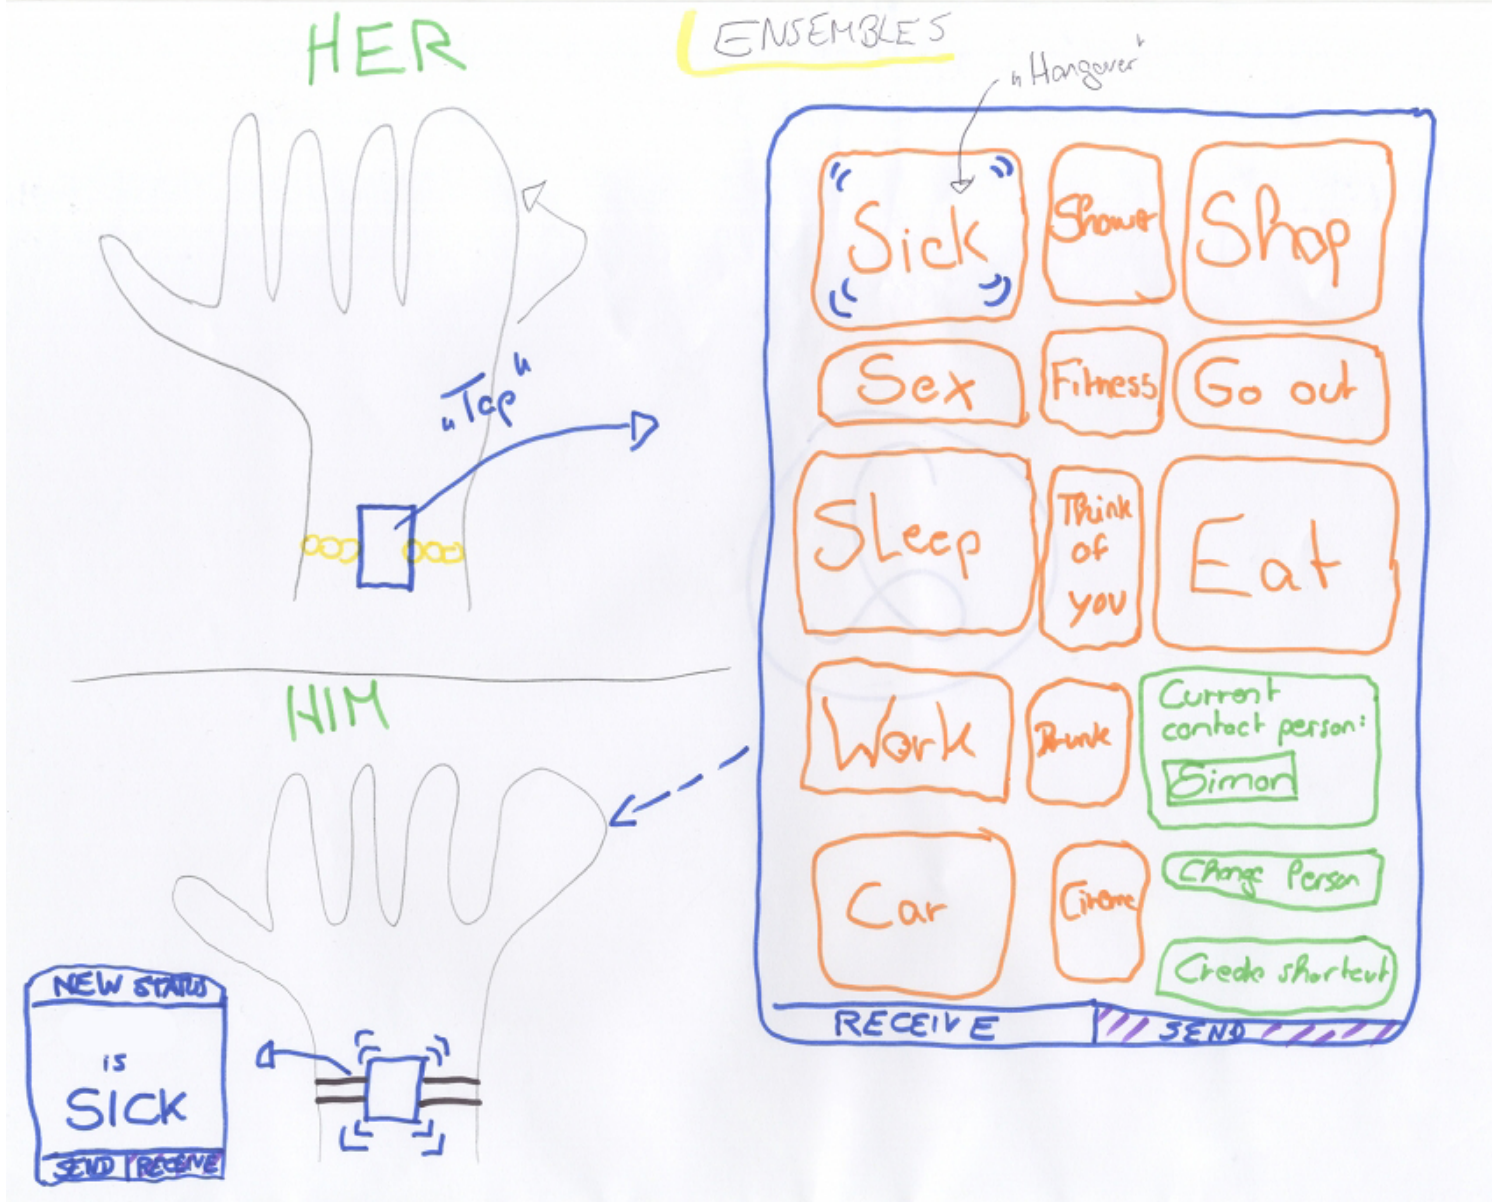 HER
ENSEMBLES
„Hangover"
Sick
Shower
Shop
Sex
Fitness
Go out
„Tap"
SLeep
Think
of
you
Eat
HIM
Work
Drunk
Current
contact person:
Simon
Car
Cinema
Change Person
Create shortcut
RECEIVE
SEND
NEW STATUS
is
SICK
SEND
RECEIVE